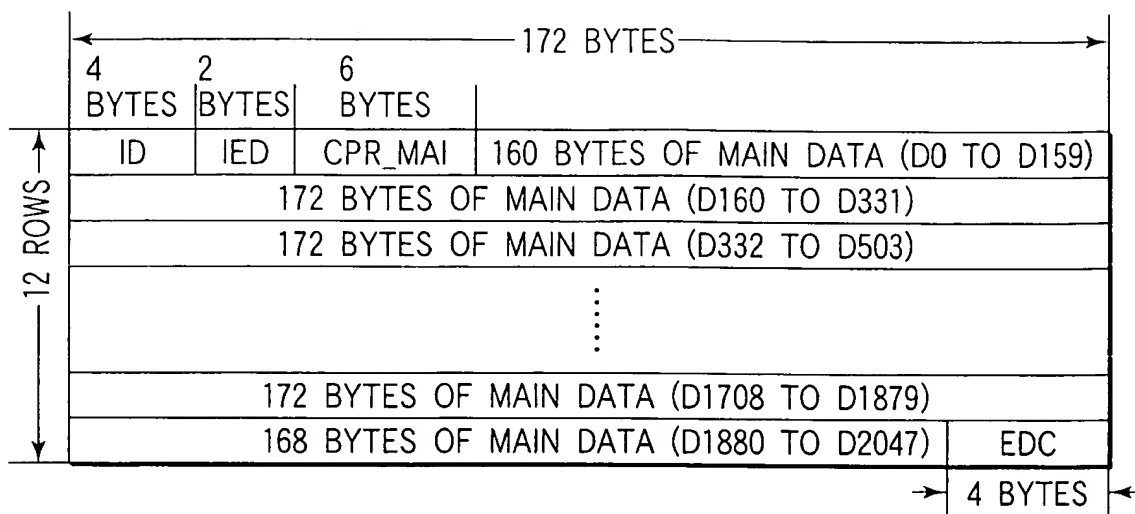 172 BYTES
4 2 6
BYTES BYTES BYTES
ID IED CPR_MAI 160 BYTES OF MAIN DATA (D0 TO D159)
172 BYTES OF MAIN DATA (D160 TO D331)
172 BYTES OF MAIN DATA (D332 TO D503)
12 ROWS
172 BYTES OF MAIN DATA (D1708 TO D1879)
168 BYTES OF MAIN DATA (D1880 TO D2047) EDC
4 BYTES